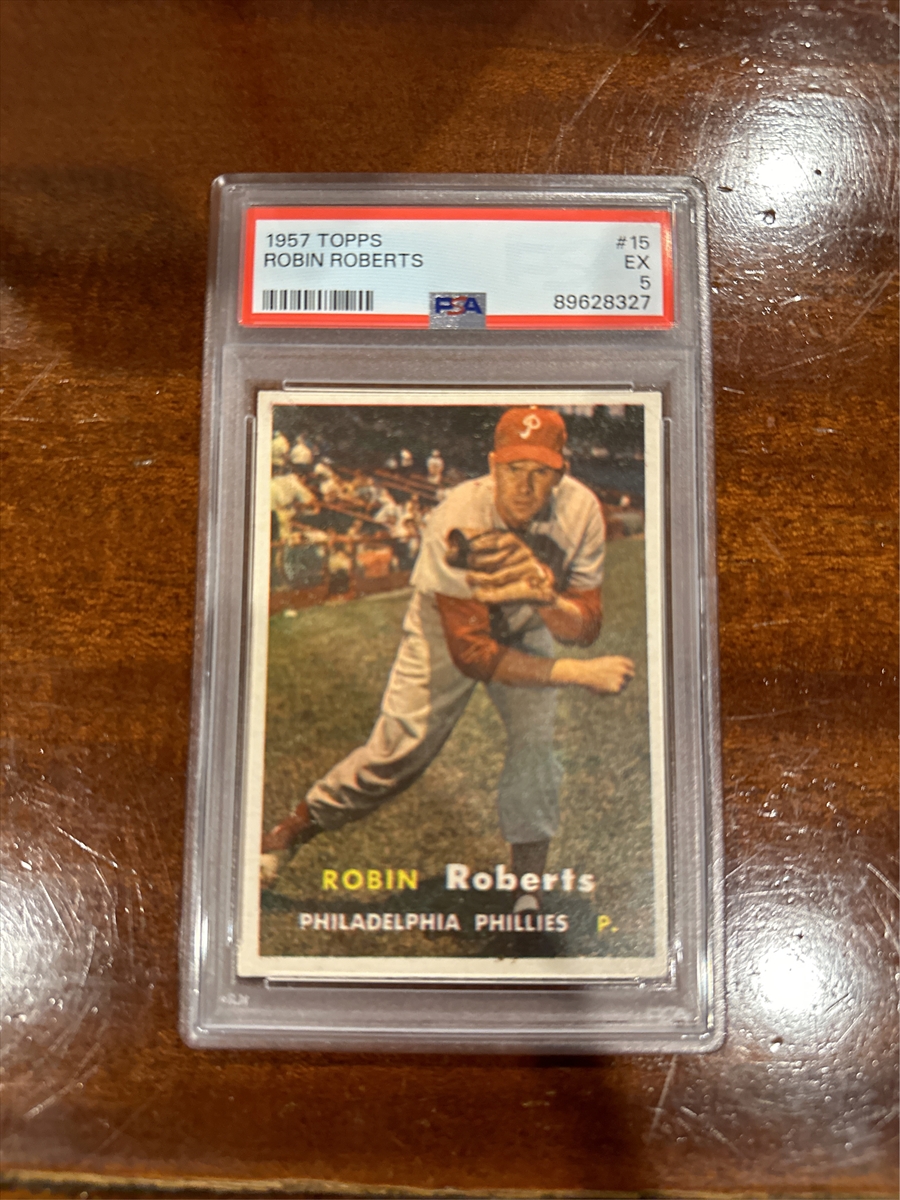 1957 TOPPS #15
ROBIN ROBERTS EX
5
89628327
PSA
P
ROBIN Roberts
PHILADELPHIA PHILLIES P.